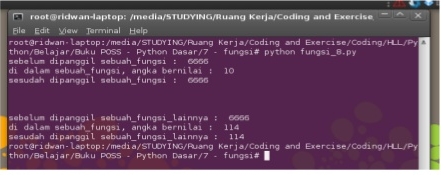 root@ridwan-laptop: /media/STUDYING/Ruang Kerja/Coding and Exercise
File Edit View Terminal Help
root@ridwan-laptop:/media/STUDYING/Ruang Kerja/Coding and Exercise/Coding/HLL/Py
thon/Belajar/Buku POSS - Python Dasar/7 - fungsi# python fungsi_8.py
sebelum dipanggil sebuah_fungsi : 6666
di dalam sebuah_fungsi, angka bernilai : 10
sesudah dipanggil sebuah_fungsi : 6666
sebelum dipanggil sebuah_fungsi_lainnya : 6666
di dalam sebuah_fungsi, angka bernilai : 114
sesudah dipanggil sebuah_fungsi_lainnya : 114
root@ridwan-laptop:/media/STUDYING/Ruang Kerja/Coding and Exercise/Coding/HLL/Py
thon/Belajar/Buku POSS - Python Dasar/7 - fungsi#